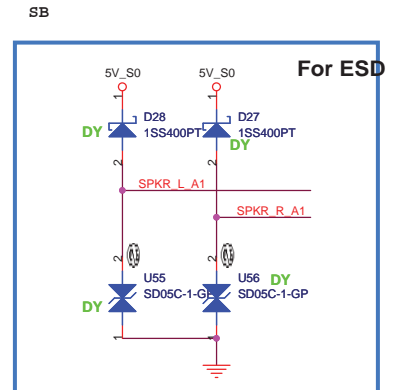 SB
For ESD
5V_S0 5V_S0
1 1
D28 D27
1SS400PT 1SS400PT
DY DY
2 2
SPKR_L_A1
SPKR_R_A1
2 2
U55 U56 DY
SD05C-1-GP SD05C-1-GP
DY
1